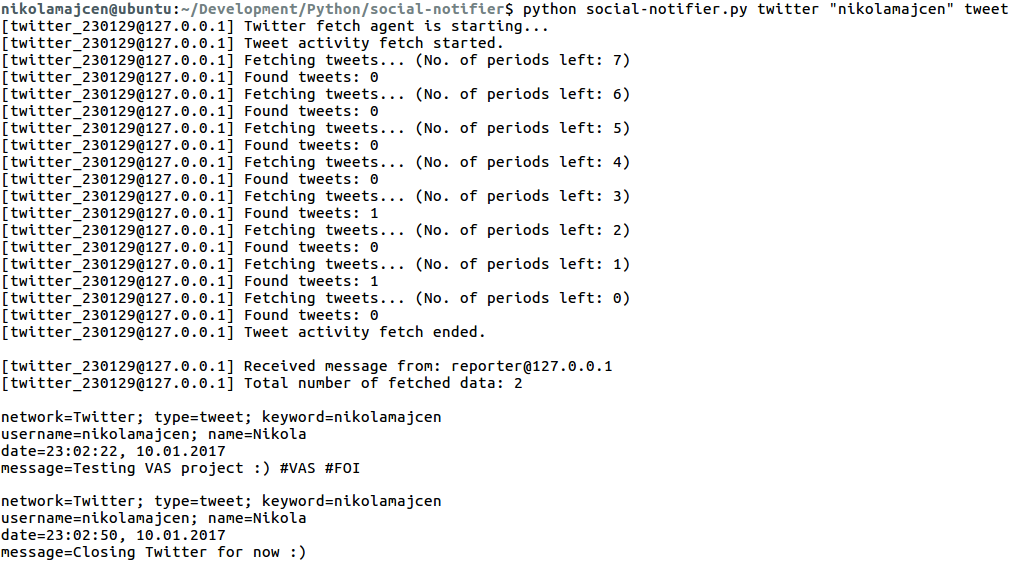 nikolamajcen@ubuntu:~/Development/Python/social-notifier$ python social-notifier.py twitter "nikolamajcen" tweet
[twitter_230129@127.0.0.1] Twitter fetch agent is starting...
[twitter_230129@127.0.0.1] Tweet activity fetch started.
[twitter_230129@127.0.0.1] Fetching tweets... (No. of periods left: 7)
[twitter_230129@127.0.0.1] Found tweets: 0
[twitter_230129@127.0.0.1] Fetching tweets... (No. of periods left: 6)
[twitter_230129@127.0.0.1] Found tweets: 0
[twitter_230129@127.0.0.1] Fetching tweets... (No. of periods left: 5)
[twitter_230129@127.0.0.1] Found tweets: 0
[twitter_230129@127.0.0.1] Fetching tweets... (No. of periods left: 4)
[twitter_230129@127.0.0.1] Found tweets: 0
[twitter_230129@127.0.0.1] Fetching tweets... (No. of periods left: 3)
[twitter_230129@127.0.0.1] Found tweets: 1
[twitter_230129@127.0.0.1] Fetching tweets... (No. of periods left: 2)
[twitter_230129@127.0.0.1] Found tweets: 0
[twitter_230129@127.0.0.1] Fetching tweets... (No. of periods left: 1)
[twitter_230129@127.0.0.1] Found tweets: 1
[twitter_230129@127.0.0.1] Fetching tweets... (No. of periods left: 0)
[twitter_230129@127.0.0.1] Found tweets: 0
[twitter_230129@127.0.0.1] Tweet activity fetch ended.

[twitter_230129@127.0.0.1] Received message from: reporter@127.0.0.1
[twitter_230129@127.0.0.1] Total number of fetched data: 2

network=Twitter; type=tweet; keyword=nikolamajcen
username=nikolamajcen; name=Nikola
date=23:02:22, 10.01.2017
message=Testing VAS project :) #VAS #FOI

network=Twitter; type=tweet; keyword=nikolamajcen
username=nikolamajcen; name=Nikola
date=23:02:50, 10.01.2017
message=Closing Twitter for now :)